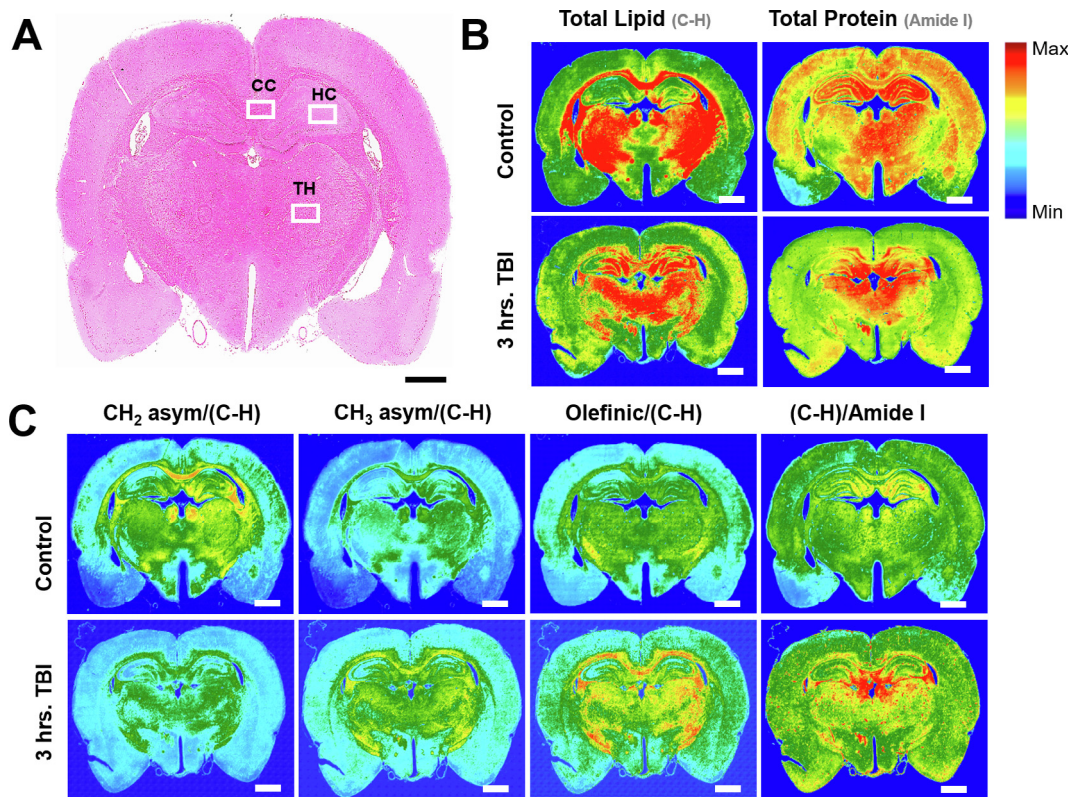 A
CC
HC
TH
B
Total Lipid (C-H)
Total Protein (Amide I)
Control
3 hrs. TBI
Max
Min
C
CH₂ asym/(C-H)
CH₃ asym/(C-H)
Olefinic/(C-H)
(C-H)/Amide I
Control
3 hrs. TBI